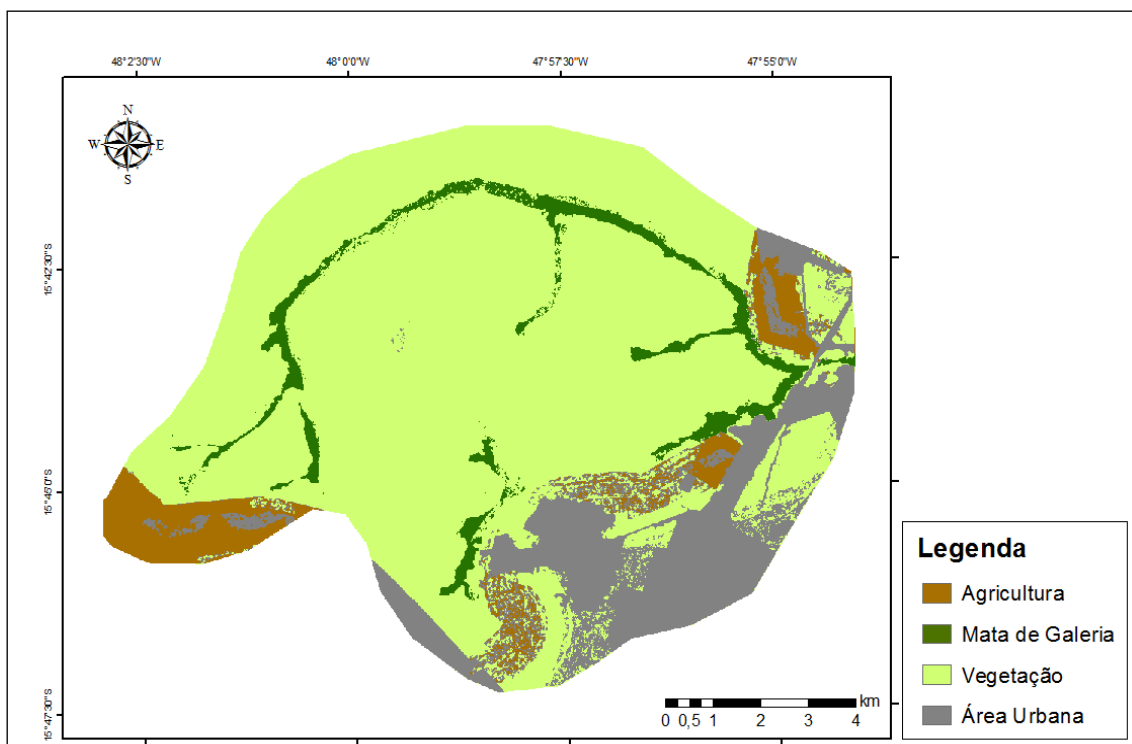 48°2'30"W 48°0'0"W 47°57'30"W 47°55'0"W
N
W E
S
15°42'30"S
15°45'0"S
15°47'30"S
km
0 0,5 1 2 3 4
Legenda
Agricultura
Mata de Galeria
Vegetação
Área Urbana